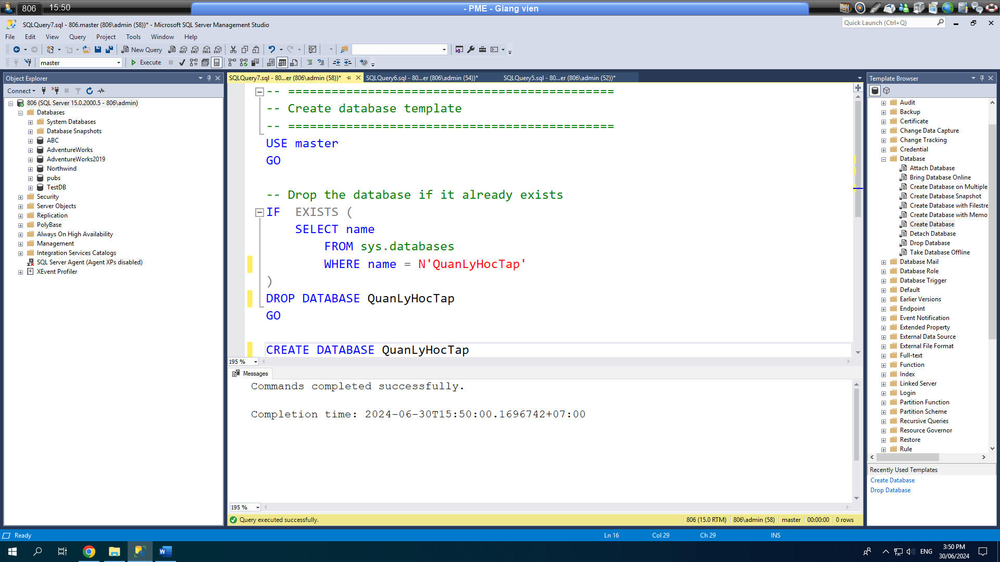 806
15:50
- PME - Giang vien
SQLQuery7.sql - 806.master (806\admin (58))* - Microsoft SQL Server Management Studio
Quick Launch (Ctrl+Q)
File Edit View Query Project Tools Window Help
New Query MDX DMX XMLA DAX
master Execute
Object Explorer
Connect
806 (SQL Server 15.0.2000.5 - 806\admin)
Databases
System Databases
Database Snapshots
ABC
AdventureWorks
AdventureWorks2019
Northwind
pubs
TestDB
Security
Server Objects
Replication
PolyBase
Always On High Availability
Management
Integration Services Catalogs
SQL Server Agent (Agent XPs disabled)
XEvent Profiler
SQLQuery7.sql - 80...er (806\admin (58))* SQLQuery6.sql - 80...er (806\admin (54))* SQLQuery5.sql - 80...er (806\admin (52))*
-- =============================================
-- Create database template
-- =============================================
USE master
GO
-- Drop the database if it already exists
IF  EXISTS (
SELECT name
FROM sys.databases
WHERE name = N'QuanLyHocTap'
)
DROP DATABASE QuanLyHocTap
GO
CREATE DATABASE QuanLyHocTap
195 %
Messages
Commands completed successfully.
Completion time: 2024-06-30T15:50:00.1696742+07:00
195 %
Query executed successfully. 806 (15.0 RTM) 806\admin (58) master 00:00:00 0 rows
Template Browser
Audit
Backup
Certificate
Change Data Capture
Change Tracking
Credential
Database
Attach Database
Bring Database Online
Create Database on Multiple
Create Database Snapshot
Create Database with Filestre
Create Database with Memo
Create Database
Detach Database
Drop Database
Take Database Offline
Database Mail
Database Role
Database Trigger
Default
Earlier Versions
Endpoint
Event Notification
Extended Property
External Data Source
External File Format
Full-text
Function
Index
Linked Server
Login
Partition Function
Partition Scheme
Recursive Queries
Resource Governor
Restore
Rule
Recently Used Templates
Create Database
Drop Database
Ready Ln 16 Col 29 Ch 29 INS
ENG
3:50 PM
30/06/2024